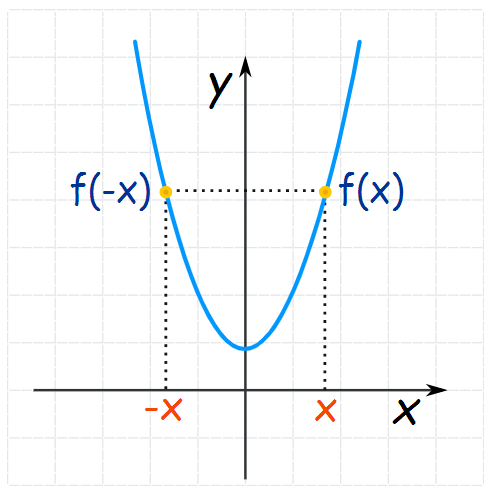 y
f(-x) f(x)
-x x x